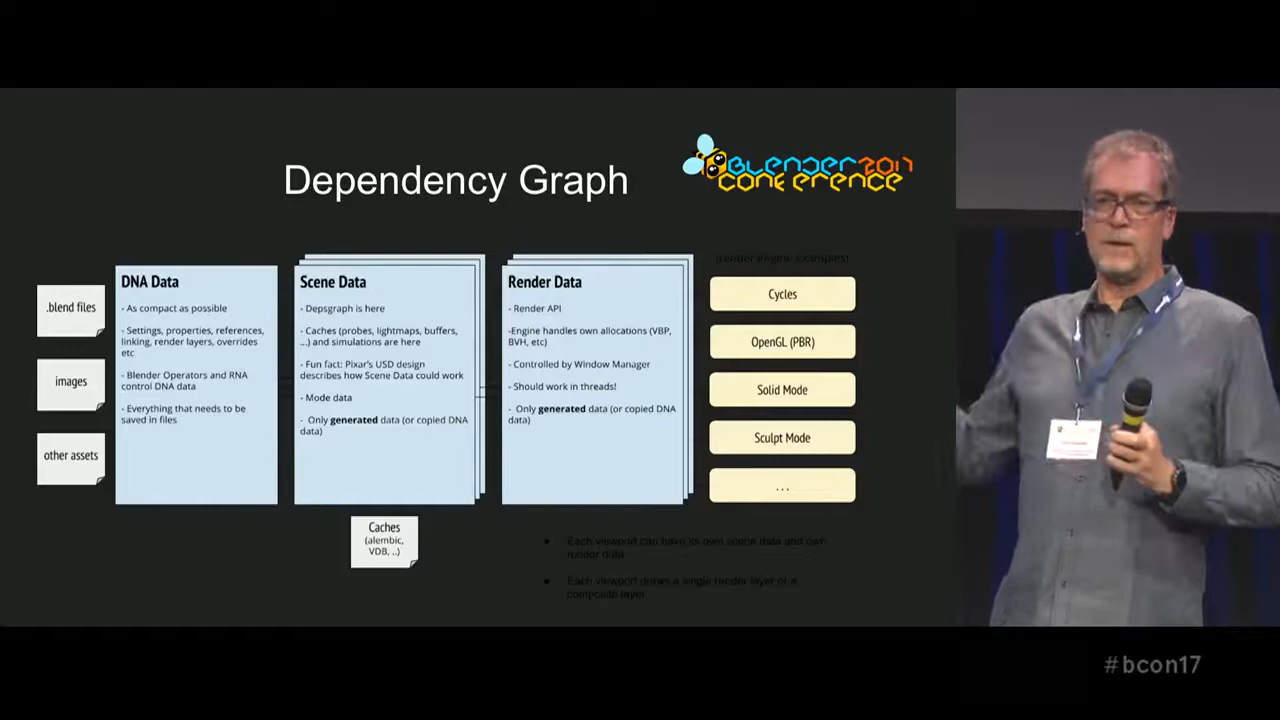 Dependency Graph
BLENDER2017
CONFERENCE
.blend files
images
other assets
DNA Data
- As compact as possible
- Settings, properties, references,
linking, render layers, overrides
etc
- Blender Operators and RNA
control DNA data
- Everything that needs to be
saved in files
Scene Data
- Depsgraph is here
- Caches (probes, lightmaps, buffers,
...) and simulations are here
- Fun fact: Pixar's USD design
describes how Scene Data could work
- Mode data
- Only generated data (or copied DNA
data)
Caches
(alembic,
VDB, ..)
Render Data
- Render API
-Engine handles own allocations (VBP,
BVH, etc)
- Controlled by Window Manager
- Should work in threads!
- Only generated data (or copied DNA
data)
(render engine examples)
Cycles
OpenGL (PBR)
Solid Mode
Sculpt Mode
...
● Each viewport can have its own scene data and own
render data
● Each viewport draws a single render layer or a
composite layer
#bcon17